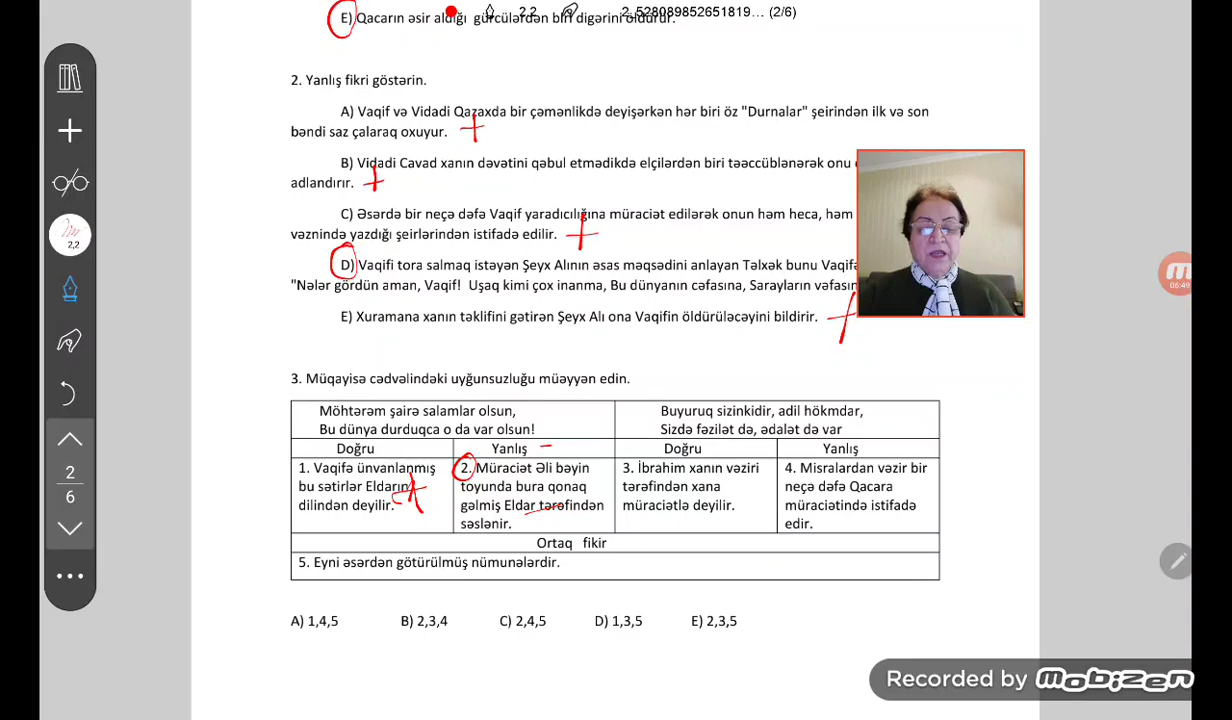 E) Qacarın əsir aldığı gürcülərdən biri digərini öldürür.
2,2
2_528089852651819... (2/6)
2. Yanlış fikri göstərin.
A) Vaqif və Vidadi Qazaxda bir çəmənlikdə deyişərkən hər biri öz "Durnalar" şeirindən ilk və son
bəndi saz çalaraq oxuyur.
B) Vidadi Cavad xanın dəvətini qəbul etmədikdə elçilərdən biri təəccüblənərək onu
adlandırır.
C) Əsərdə bir neçə dəfə Vaqif yaradıcılığına müraciət edilərək onun həm heca, həm
vəznində yazdığı şeirlərindən istifadə edilir.
D) Vaqifi tora salmaq istəyən Şeyx Alının əsas məqsədini anlayan Təlxək bunu
"Nələr gördün aman, Vaqif! Uşaq kimi çox inanma, Bu dünyanın cəfasına, Sarayların
E) Xuramana xanın təklifini gətirən Şeyx Alı ona Vaqifin öldürüləcəyini bildirir.
3. Müqayisə cədvəlindəki uyğunsuzluğu müəyyən edin.
Möhtərəm şairə salamlar olsun,
Bu dünya durduqca o da var olsun!
Buyuruq sizinkidir, adil hökmdar,
Sizdə fəzilət də, ədalət də var
Doğru Yanlış Doğru Yanlış
1. Vaqifə ünvanlanmış
bu sətirlər Eldarın
dilindən deyilir.
2. Müraciət Əli bəyin
toyunda bura qonaq
gəlmiş Eldar tərəfindən
səslənir.
3. İbrahim xanın vəziri
tərəfindən xana
müraciətlə deyilir.
4. Misralardan vəzir bir
neçə dəfə Qacara
müraciətində istifadə
edir.
Ortaq fikir
5. Eyni əsərdən götürülmüş nümunələrdir.
A) 1,4,5 B) 2,3,4 C) 2,4,5 D) 1,3,5 E) 2,3,5
2,2
2
6
06:49
Recorded by mobizen